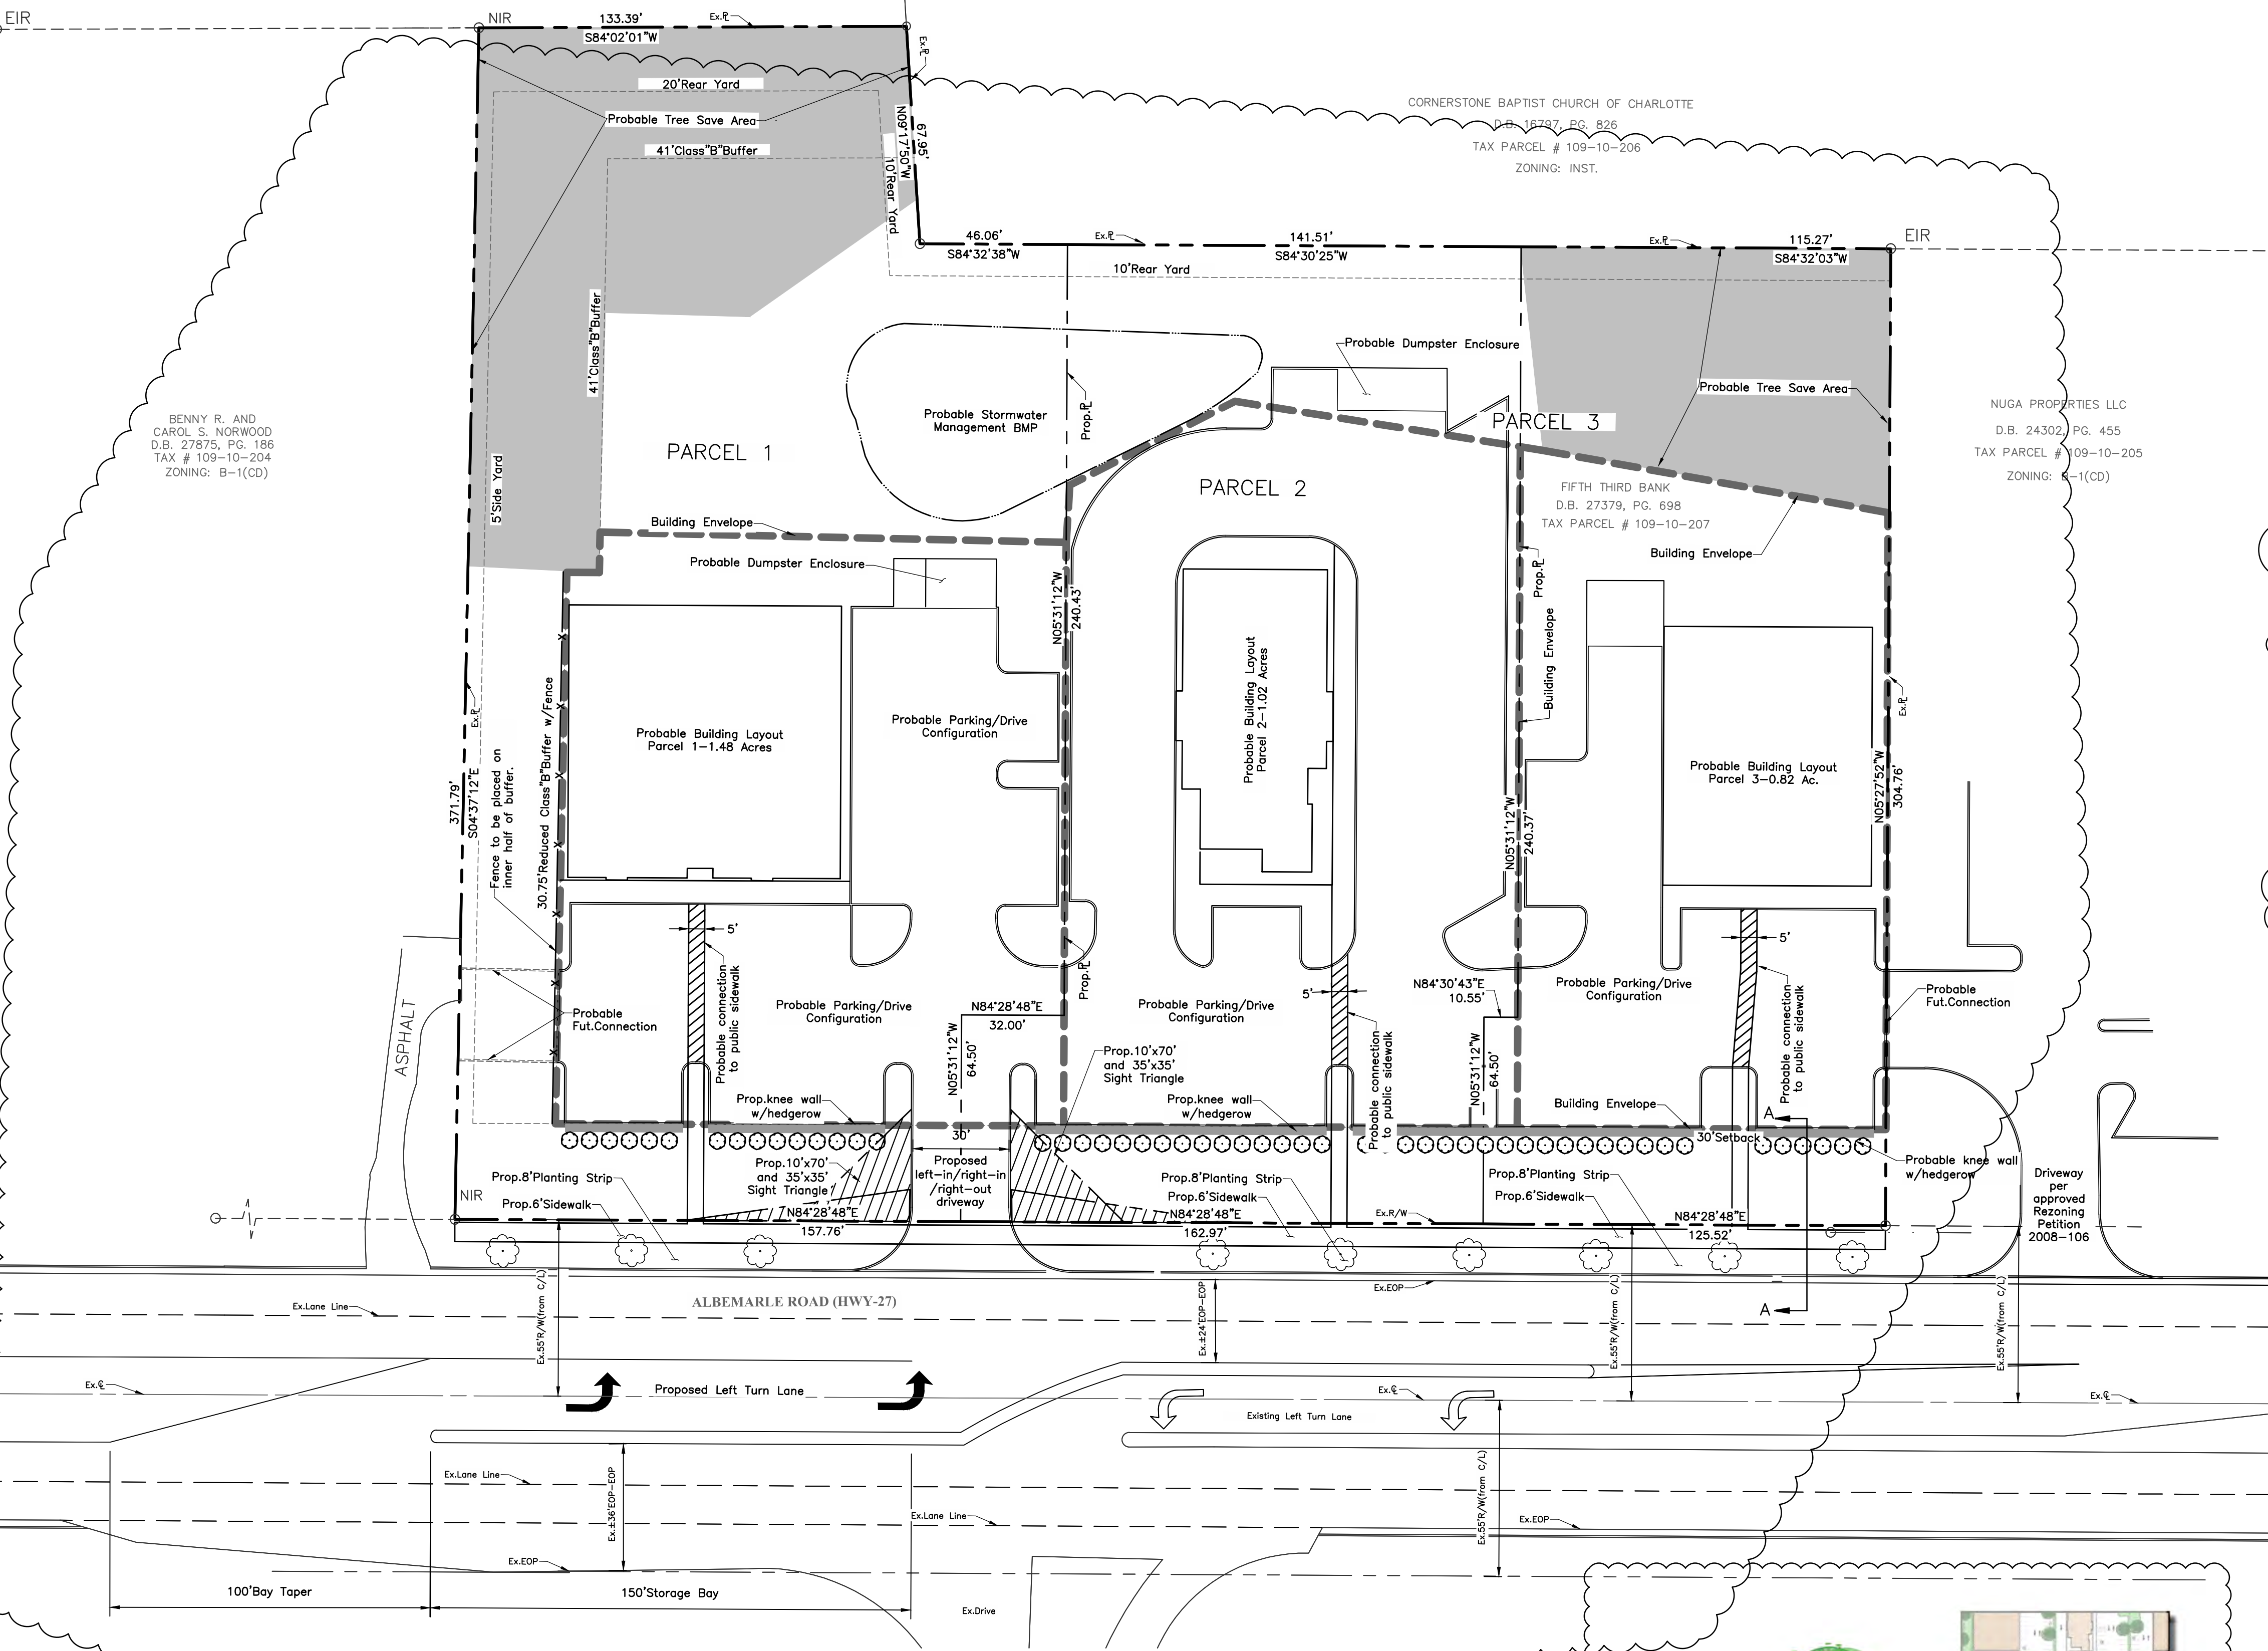 EIR
NIR
133.39'
S84°02'01"W
Ex.℄
Ex.℄
20'Rear Yard
Probable Tree Save Area
41'Class"B"Buffer
N09°17'50"W
67.95'
10'Rear Yard
CORNERSTONE BAPTIST CHURCH OF CHARLOTTE
D.B. 16797, PG. 826
TAX PARCEL # 109-10-206
ZONING: INST.
46.06'
S84°32'38"W
Ex.℄
141.51'
S84°30'25"W
Ex.℄
115.27'
S84°32'03"W
EIR
10'Rear Yard
41'Class"B"Buffer
Probable Dumpster Enclosure
Probable Tree Save Area
BENNY R. AND
CAROL S. NORWOOD
D.B. 27875, PG. 186
TAX # 109-10-204
ZONING: B-1(CD)
PARCEL 1
Probable Stormwater
Management BMP
Prop.℄
PARCEL 2
PARCEL 3
NUGA PROPERTIES LLC
D.B. 24302, PG. 455
TAX PARCEL # 109-10-205
ZONING: B-1(CD)
5'Side Yard
FIFTH THIRD BANK
D.B. 27379, PG. 698
TAX PARCEL # 109-10-207
Building Envelope
Building Envelope
Probable Dumpster Enclosure
N05°31'12"W
240.43'
Prop.℄
Building Envelope
Probable Building Layout
Parcel 1-1.48 Acres
Probable Parking/Drive
Configuration
Probable Building Layout
Parcel 2-1.02 Acres
Probable Building Layout
Parcel 3-0.82 Ac.
Ex.℄
Ex.℄
371.79'
S04°37'12"E
Fence to be placed on
inner half of buffer.
30.75'Reduced Class"B"Buffer w/Fence
N05°31'12"W
240.37'
N05°27'52"W
304.76'
5'
5'
5'
Probable connection
to public sidewalk
Probable Parking/Drive
Configuration
Prop.℄
N84°28'48"E
32.00'
N05°31'12"W
64.50'
Probable Parking/Drive
Configuration
N84°30'43"E
10.55'
N05°31'12"W
64.50'
Probable Parking/Drive
Configuration
Probable connection
to public sidewalk
Probable
Fut.Connection
Probable
Fut.Connection
ASPHALT
Prop.10'x70'
and 35'x35'
Sight Triangle
Probable connection
to public sidewalk
Prop.knee wall
w/hedgerow
Prop.knee wall
w/hedgerow
Building Envelope
A
30'
30'Setback
Probable knee wall
w/hedgerow
Prop.10'x70'
and 35'x35'
Sight Triangle
Proposed
left-in/right-in
/right-out
driveway
Prop.8'Planting Strip
Prop.6'Sidewalk
Prop.8'Planting Strip
Prop.6'Sidewalk
Prop.8'Planting Strip
Prop.6'Sidewalk
Driveway
per
approved
Rezoning
Petition
2008-106
NIR
N84°28'48"E
157.76'
N84°28'48"E
162.97'
Ex.R/W
N84°28'48"E
125.52'
Ex.Lane Line
ALBEMARLE ROAD (HWY-27)
Ex.EOP
A
Ex.55'R/W(from C/L)
Ex.±24'EOP-EOP
Ex.55'R/W(from C/L)
Ex.55'R/W(from C/L)
Ex.℄
Proposed Left Turn Lane
Ex.℄
Ex.℄
Existing Left Turn Lane
Ex.Lane Line
Ex.±36'EOP-EOP
Ex.Lane Line
Ex.55'R/W(from C/L)
Ex.EOP
Ex.EOP
100'Bay Taper
150'Storage Bay
Ex.Drive